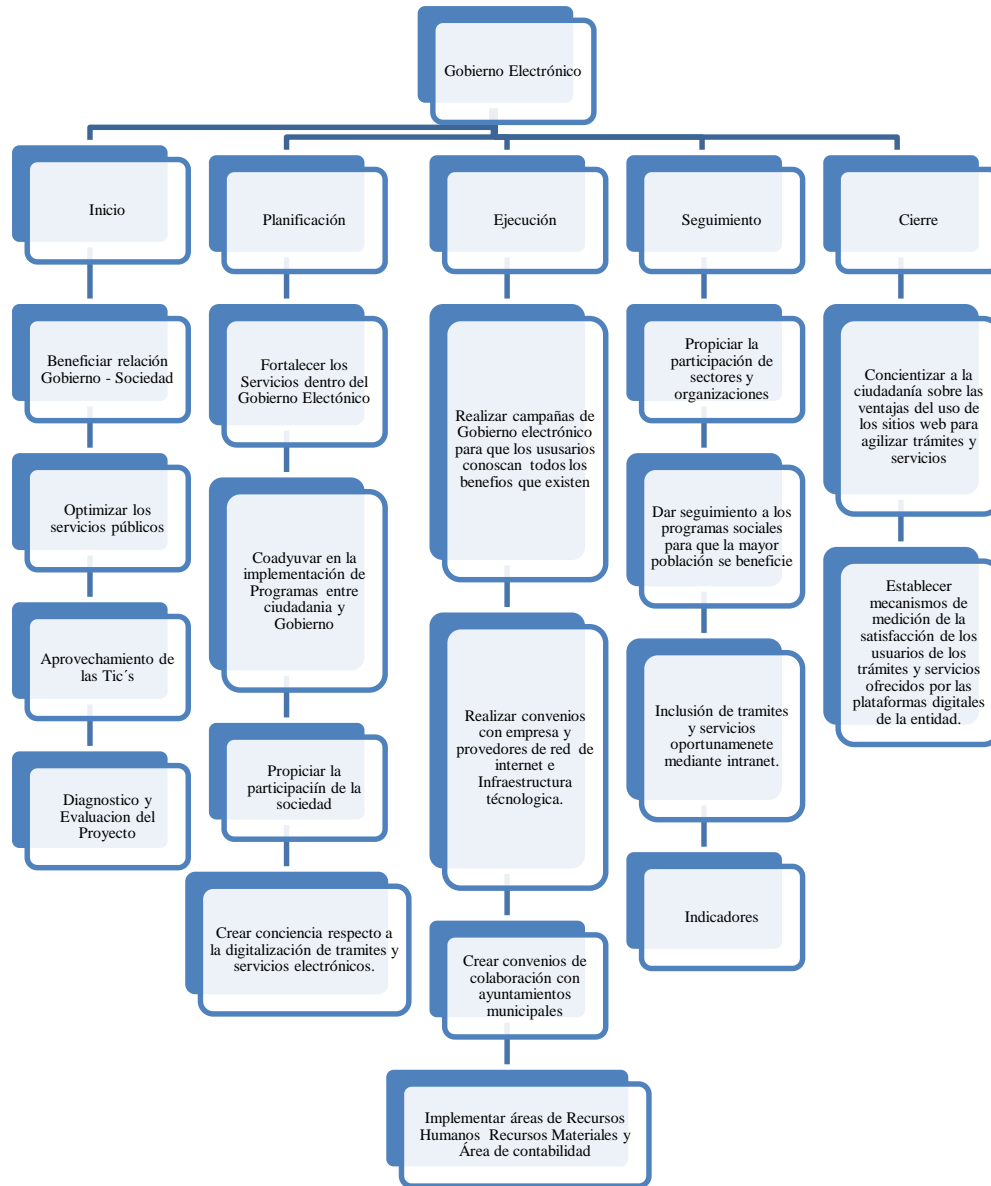 Gobierno Electrónico
Inicio
Beneficiar relación
Gobierno - Sociedad
Optimizar los
servicios públicos
Aprovechamiento de
las Tic´s
Diagnostico y
Evaluacion del
Proyecto
Planificación
Fortalecer los
Servicios dentro del
Gobierno Electónico
Coadyuvar en la
implementación de
Programas entre
ciudadania y
Gobierno
Propiciar la
participaciín de la
sociedad
Crear conciencia respecto a
la digitalización de tramites y
servicios electrónicos.
Ejecución
Realizar campañas de
Gobierno electrónico
para que los ususarios
conoscan todos los
benefios que existen
Realizar convenios
con empresa y
provedores de red de
internet e
Infraestructura
técnologica.
Crear convenios de
colaboración con
ayuntamientos
municipales
Implementar áreas de Recursos
Humanos Recursos Materiales y
Área de contabilidad
Seguimiento
Propiciar la
participación de
sectores y
organizaciones
Dar seguimiento a los
programas sociales
para que la mayor
población se beneficie
Inclusión de tramites
y servicios
oportunamenete
mediante intranet.
Indicadores
Cierre
Concientizar a la
ciudadanía sobre las
ventajas del uso de
los sitios web para
agilizar trámites y
servicios
Establecer
mecanismos de
medición de la
satisfacción de los
usuarios de los
trámites y servicios
ofrecidos por las
plataformas digitales
de la entidad.